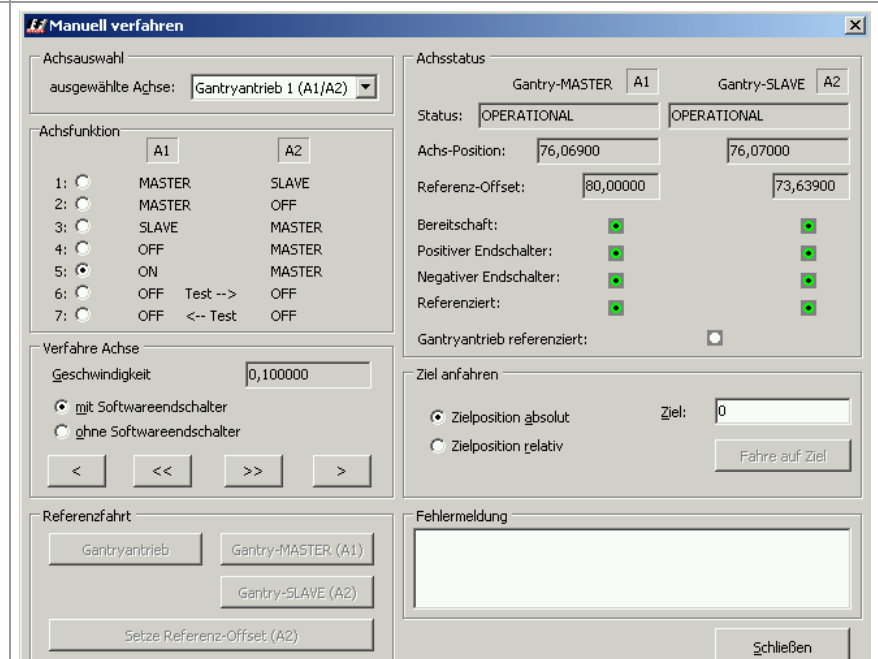 Manuell verfahren
Achsauswahl
ausgewählte Achse: Gantryantrieb 1 (A1/A2)
Achsfunktion
A1 A2
1: MASTER SLAVE
2: MASTER OFF
3: SLAVE MASTER
4: OFF MASTER
5: ON MASTER
6: OFF Test --> OFF
7: OFF <-- Test OFF
Verfahre Achse
Geschwindigkeit 0,100000
mit Softwareendschalter
ohne Softwareendschalter
< << >> >
Referenzfahrt
Gantryantrieb Gantry-MASTER (A1)
Gantry-SLAVE (A2)
Setze Referenz-Offset (A2)
Achsstatus
Gantry-MASTER A1 Gantry-SLAVE A2
Status: OPERATIONAL OPERATIONAL
Achs-Position: 76,06900 76,07000
Referenz-Offset: 80,00000 73,63900
Bereitschaft:
Positiver Endschalter:
Negativer Endschalter:
Referenziert:
Gantryantrieb referenziert:
Ziel anfahren
Zielposition absolut Ziel: 0
Zielposition relativ
Fahre auf Ziel
Fehlermeldung
Schließen